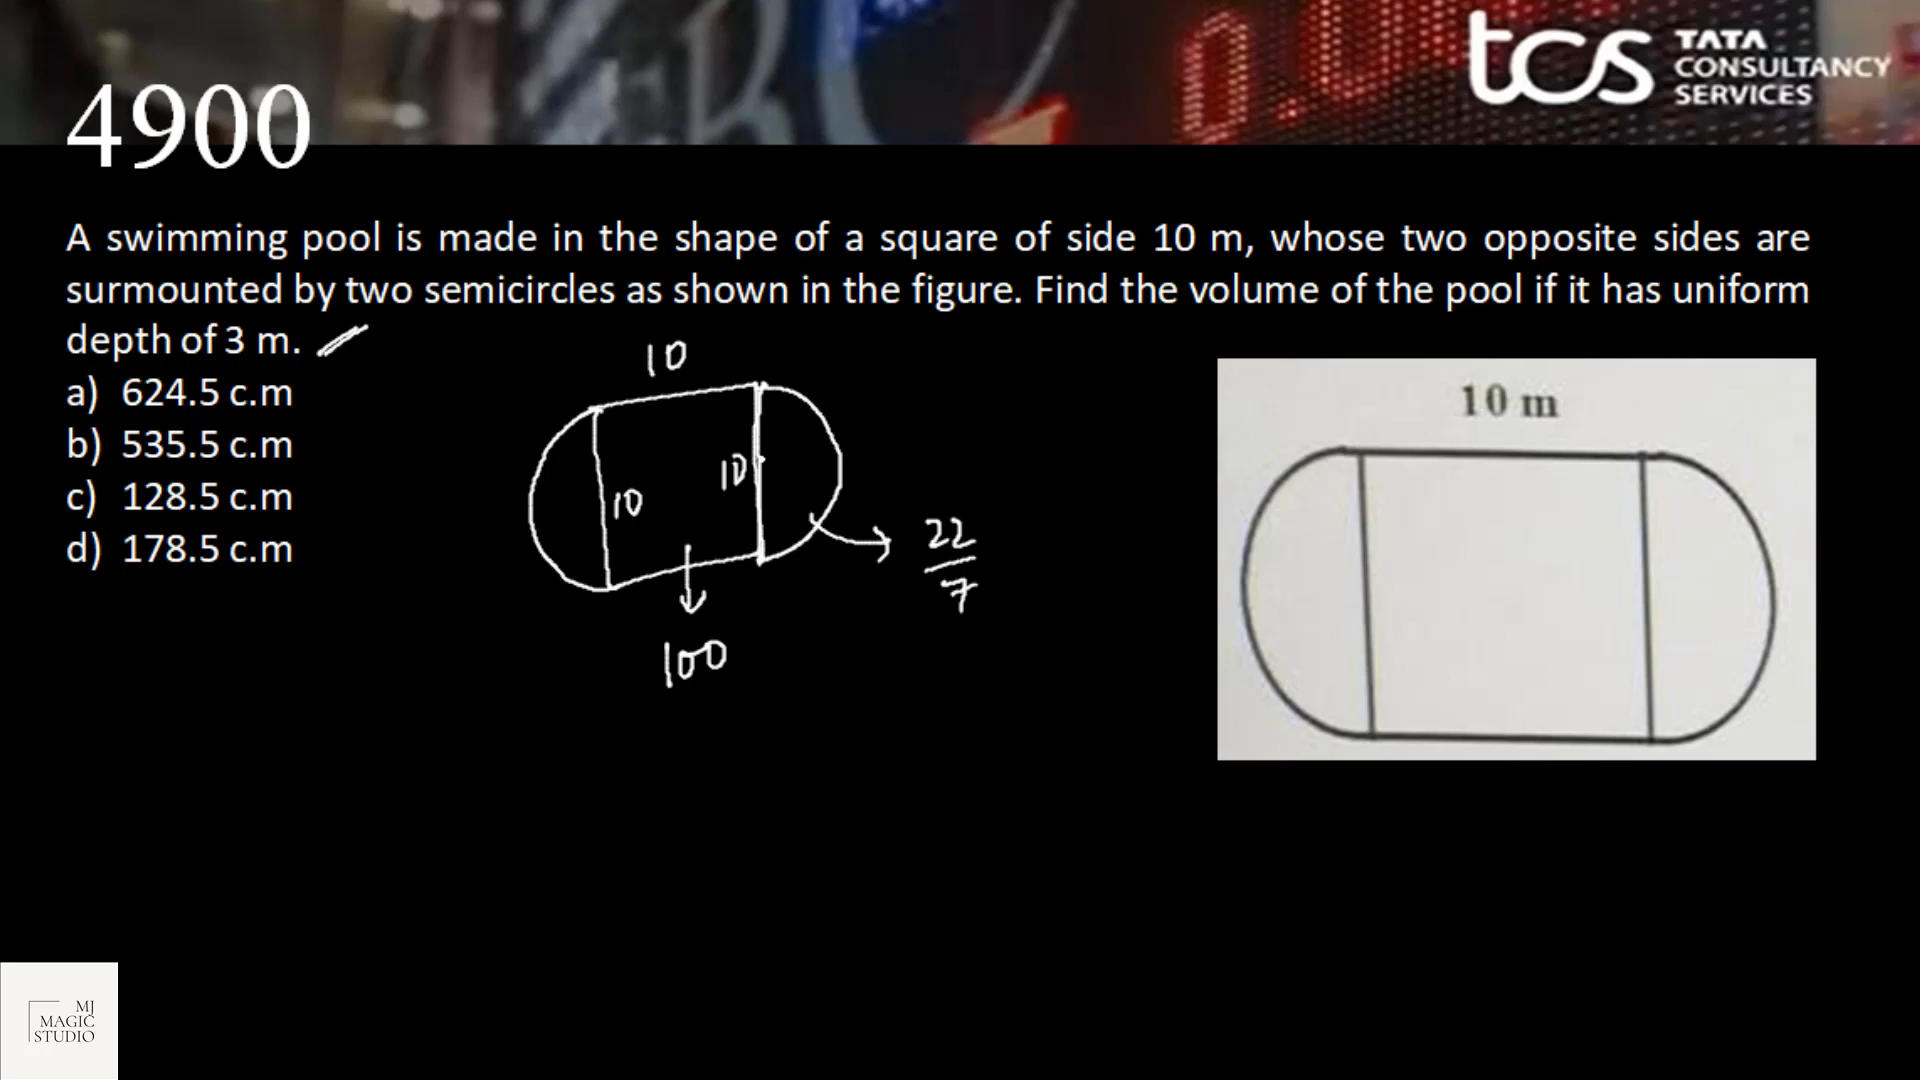 0.0
tcs TATA
CONSULTANCY
SERVICES
4900
A swimming pool is made in the shape of a square of side 10 m, whose two opposite sides are
surmounted by two semicircles as shown in the figure. Find the volume of the pool if it has uniform
depth of 3 m.
a) 624.5 c.m
b) 535.5 c.m
c) 128.5 c.m
d) 178.5 c.m
10
10
10
22
7
100
10 m
MJ
MAGIC
STUDIO